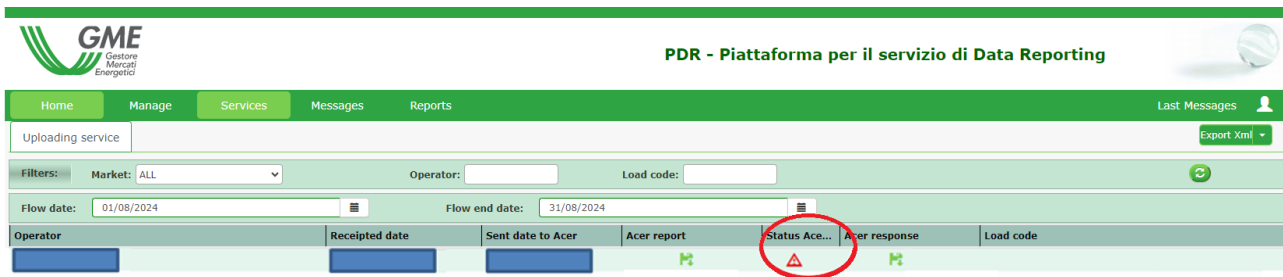 GME
Gestore
Mercati
Energetici
PDR - Piattaforma per il servizio di Data Reporting
Home Manage Services Messages Reports Last Messages
Uploading service Export Xml
Filters: Market: ALL Operator: Load code:
Flow date: 01/08/2024 Flow end date: 31/08/2024
Operator Receipted date Sent date to Acer Acer report Status Ace... Acer response Load code